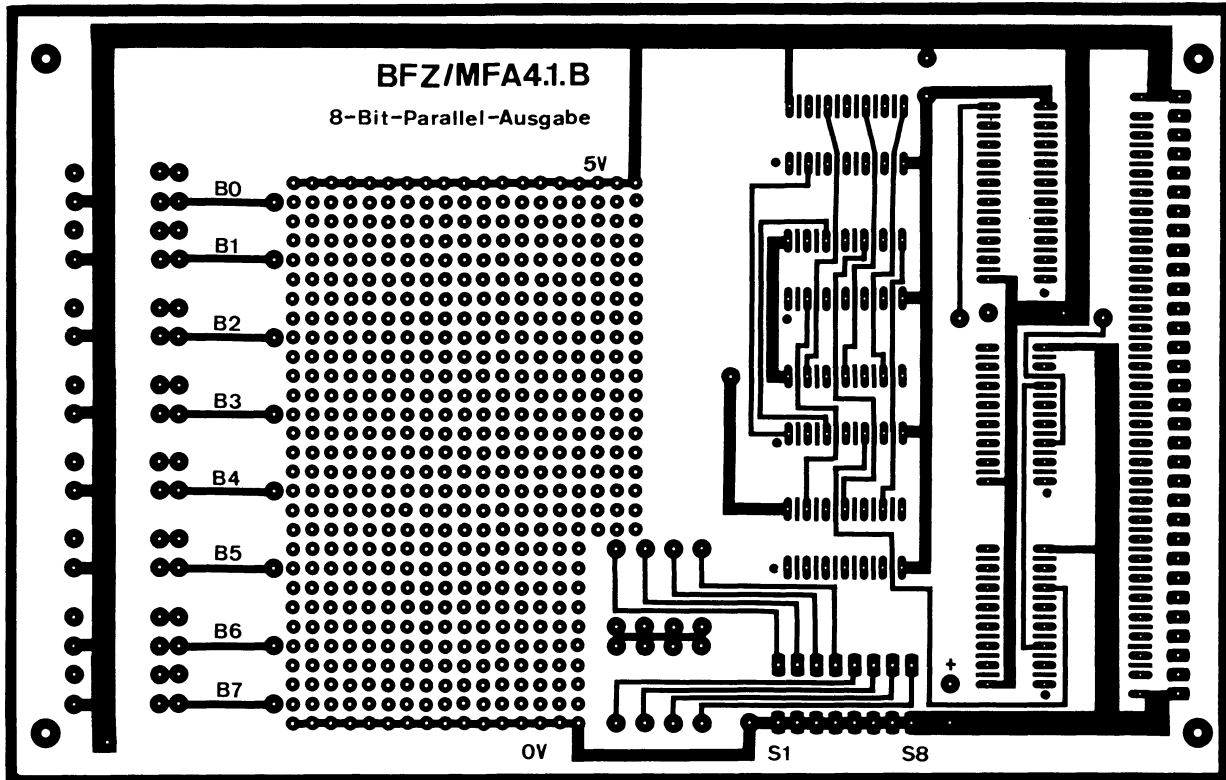 BFZ/MFA4.1.B
8-Bit-Parallel-Ausgabe
5V
B0
B1
B2
B3
B4
B5
B6
B7
+
0V
S1
S8